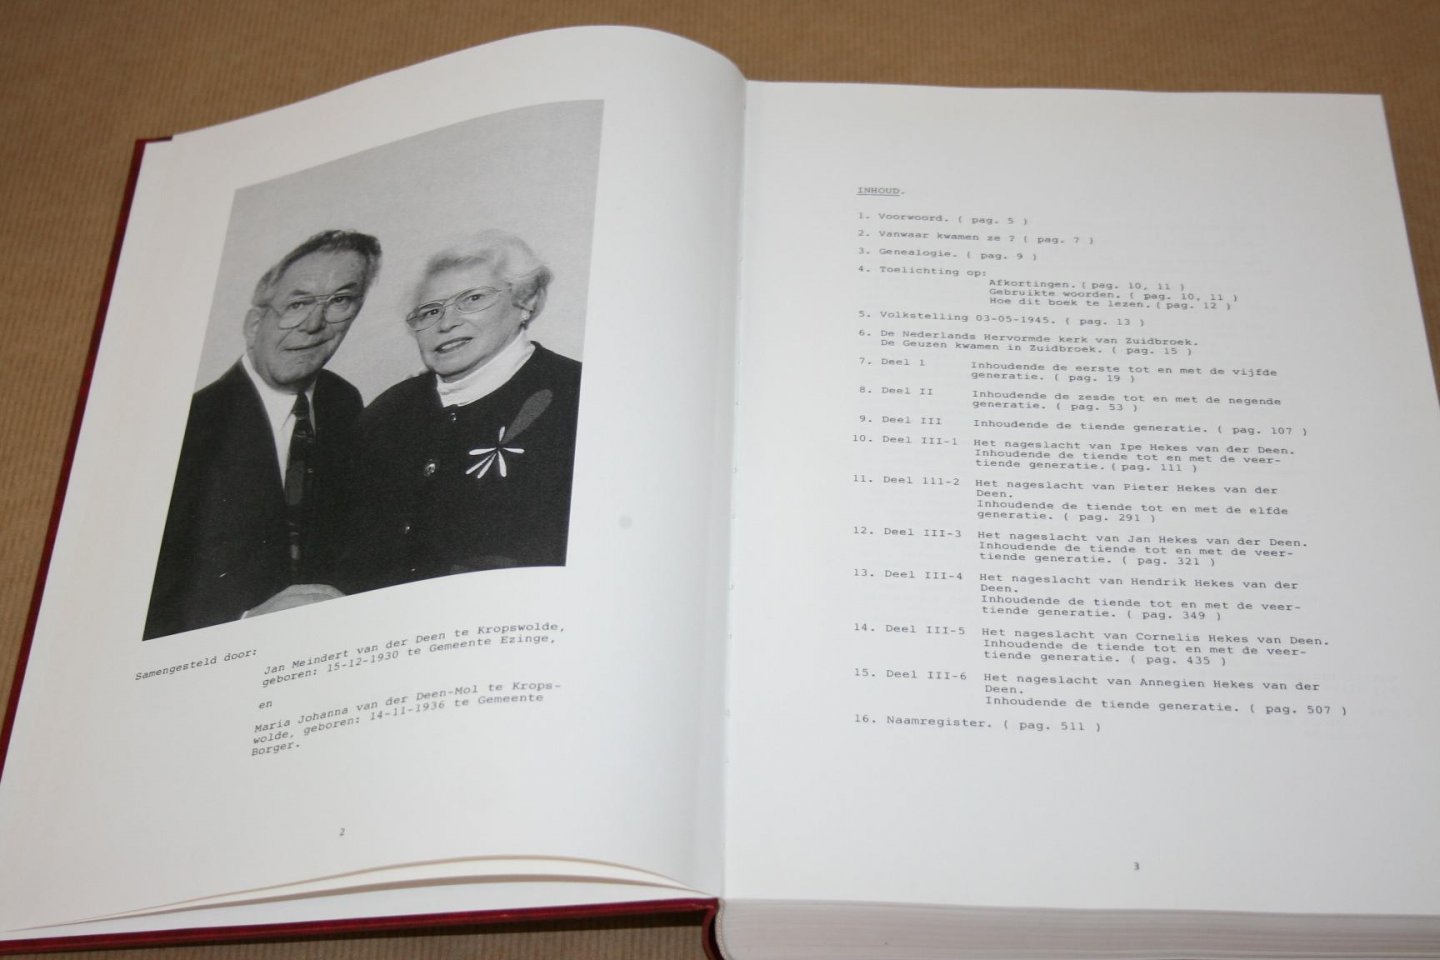 Samengesteld door:
Jan Meindert van der Deen te Kropswolde,
geboren: 15-12-1930 te Gemeente Ezinge,
en
Maria Johanna van der Deen-Mol te Krops-
wolde, geboren: 14-11-1936 te Gemeente
Borger.
2
INHOUD.
1. Voorwoord. ( pag. 5 )
2. Vanwaar kwamen ze ? ( pag. 7 )
3. Genealogie. ( pag. 9 )
4. Toelichting op:
Afkortingen. ( pag. 10, 11 )
Gebruikte woorden. ( pag. 10, 11 )
Hoe dit boek te lezen. ( pag. 12 )
5. Volkstelling 03-05-1945. ( pag. 13 )
6. De Nederlands Hervormde kerk van Zuidbroek.
De Geuzen kwamen in Zuidbroek. ( pag. 15 )
7. Deel 1 Inhoudende de eerste tot en met de vijfde
generatie. ( pag. 19 )
8. Deel II Inhoudende de zesde tot en met de negende
generatie. ( pag. 53 )
9. Deel III Inhoudende de tiende generatie. ( pag. 107 )
10. Deel III-1 Het nageslacht van Ipe Hekes van der Deen.
Inhoudende de tiende tot en met de veer-
tiende generatie. ( pag. 111 )
11. Deel 111-2 Het nageslacht van Pieter Hekes van der
Deen.
Inhoudende de tiende tot en met de elfde
generatie. ( pag. 291 )
12. Deel III-3 Het nageslacht van Jan Hekes van der Deen.
Inhoudende de tiende tot en met de veer-
tiende generatie. ( pag. 321 )
13. Deel III-4 Het nageslacht van Hendrik Hekes van der
Deen.
Inhoudende de tiende tot en met de veer-
tiende generatie. ( pag. 349 )
14. Deel III-5 Het nageslacht van Cornelis Hekes van Deen.
Inhoudende de tiende tot en met de veer-
tiende generatie. ( pag. 435 )
15. Deel III-6 Het nageslacht van Annegien Hekes van der
Deen.
Inhoudende de tiende generatie. ( pag. 507 )
16. Naamregister. ( pag. 511 )
3